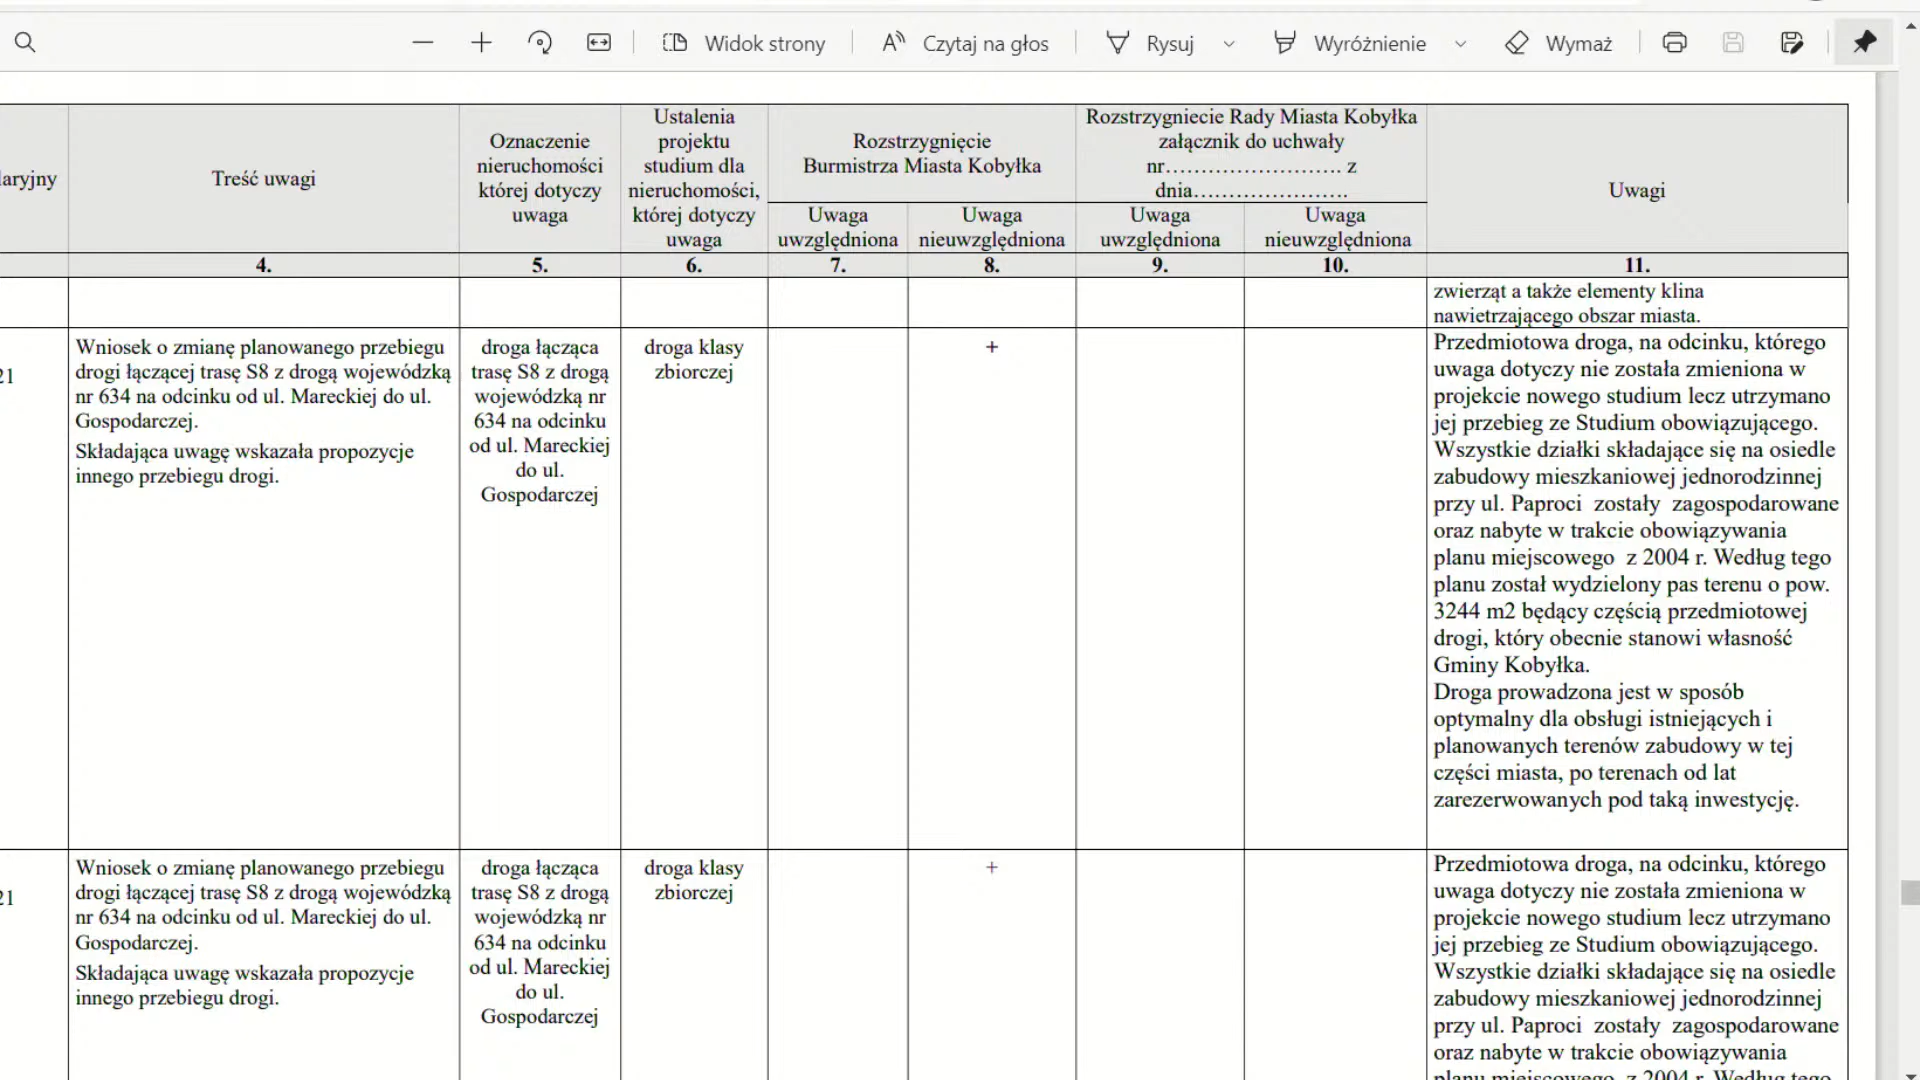 Widok strony
Czytaj na głos
Rysuj
Wyróżnienie
Wymaż
Treść uwagi
Oznaczenie
nieruchomości
której dotyczy
uwaga
Ustalenia
projektu
studium dla
nieruchomości,
której dotyczy
uwaga
Rozstrzygnięcie
Burmistrza Miasta Kobyłka
Uwaga
uwzględniona
Uwaga
nieuwzględniona
Rozstrzygniecie Rady Miasta Kobyłka
załącznik do uchwały
nr……………………. z
dnia………………….
Uwaga
uwzględniona
Uwaga
nieuwzględniona
Uwagi
4.
5.
6.
7.
8.
9.
10.
11.
zwierząt a także elementy klina
nawietrzającego obszar miasta.
21
Wniosek o zmianę planowanego przebiegu
drogi łączącej trasę S8 z drogą wojewódzką
nr 634 na odcinku od ul. Mareckiej do ul.
Gospodarczej.
Składająca uwagę wskazała propozycje
innego przebiegu drogi.
droga łącząca
trasę S8 z drogą
wojewódzką nr
634 na odcinku
od ul. Mareckiej
do ul.
Gospodarczej
droga klasy
zbiorczej
+
Przedmiotowa droga, na odcinku, którego
uwaga dotyczy nie została zmieniona w
projekcie nowego studium lecz utrzymano
jej przebieg ze Studium obowiązującego.
Wszystkie działki składające się na osiedle
zabudowy mieszkaniowej jednorodzinnej
przy ul. Paproci zostały zagospodarowane
oraz nabyte w trakcie obowiązywania
planu miejscowego z 2004 r. Według tego
planu został wydzielony pas terenu o pow.
3244 m2 będący częścią przedmiotowej
drogi, który obecnie stanowi własność
Gminy Kobyłka.
Droga prowadzona jest w sposób
optymalny dla obsługi istniejących i
planowanych terenów zabudowy w tej
części miasta, po terenach od lat
zarezerwowanych pod taką inwestycję.
21
Wniosek o zmianę planowanego przebiegu
drogi łączącej trasę S8 z drogą wojewódzką
nr 634 na odcinku od ul. Mareckiej do ul.
Gospodarczej.
Składająca uwagę wskazała propozycje
innego przebiegu drogi.
droga łącząca
trasę S8 z drogą
wojewódzką nr
634 na odcinku
od ul. Mareckiej
do ul.
Gospodarczej
droga klasy
zbiorczej
+
Przedmiotowa droga, na odcinku, którego
uwaga dotyczy nie została zmieniona w
projekcie nowego studium lecz utrzymano
jej przebieg ze Studium obowiązującego.
Wszystkie działki składające się na osiedle
zabudowy mieszkaniowej jednorodzinnej
przy ul. Paproci zostały zagospodarowane
oraz nabyte w trakcie obowiązywania
planu miejscowego z 2004 r. Według tego